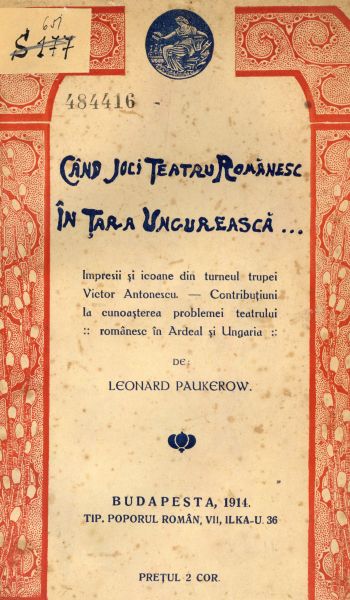 651
S 177
484416 -
CÂND JOCI TEATRU ROMÂNESC
ÎN ȚARA UNGUREASCĂ ...
Impresii și icoane din turneul trupei
Victor Antonescu. — Contribuțiuni
la cunoașterea problemei teatrului
:: românesc în Ardeal și Ungaria ::
DE:
LEONARD PAUKEROW.
BUDAPESTA, 1914.
TIP. POPORUL ROMÂN, VII, ILKA-U. 36
PREȚUL 2 COR.